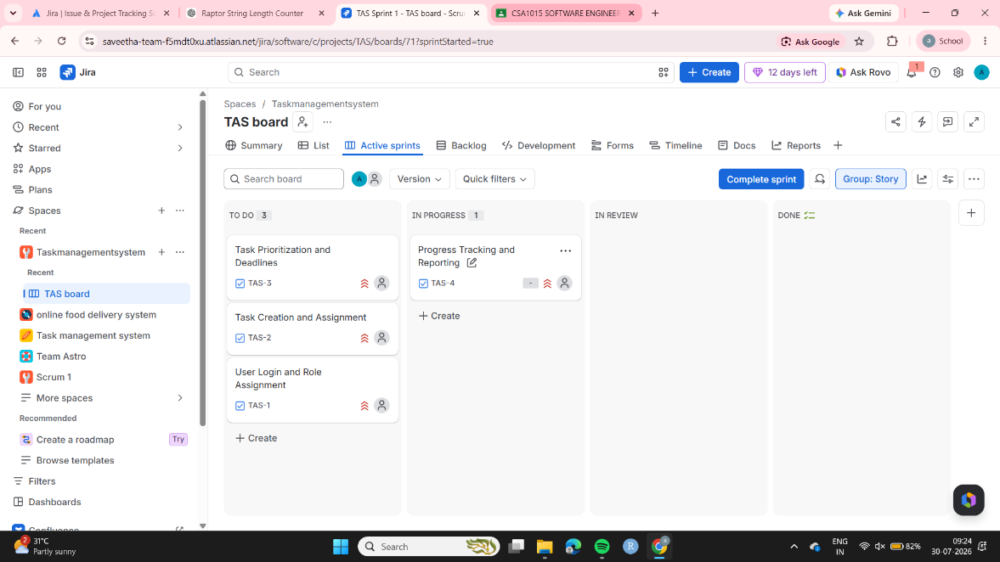 Jira | Issue & Project Tracking So
Raptor String Length Counter
TAS Sprint 1 - TAS board - Scrum
CSA1015 SOFTWARE ENGINEER
Ask Gemini
saveetha-team-f5mdt0xu.atlassian.net/jira/software/c/projects/TAS/boards/71?sprintStarted=true
Ask Google
a School
Jira
Search
+ Create
12 days left
Ask Rovo
1
A
For you
Recent
Starred
Apps
Plans
Spaces
Recent
Taskmanagementsystem
Recent
TAS board
online food delivery system
Task management system
Team Astro
Scrum 1
More spaces
Recommended
Create a roadmap Try
Browse templates
Filters
Dashboards
Confluence
Spaces / Taskmanagementsystem
TAS board
Summary
List
Active sprints
Backlog
Development
Forms
Timeline
Docs
Reports
Search board
A
Version
Quick filters
Complete sprint
Group: Story
TO DO 3
Task Prioritization and
Deadlines
TAS-3
Task Creation and Assignment
TAS-2
User Login and Role
Assignment
TAS-1
+ Create
IN PROGRESS 1
Progress Tracking and
Reporting
TAS-4 -
+ Create
IN REVIEW
DONE
2
31°C
Partly sunny
Search
R
a
ENG
IN
82%
09:24
30-07-2026